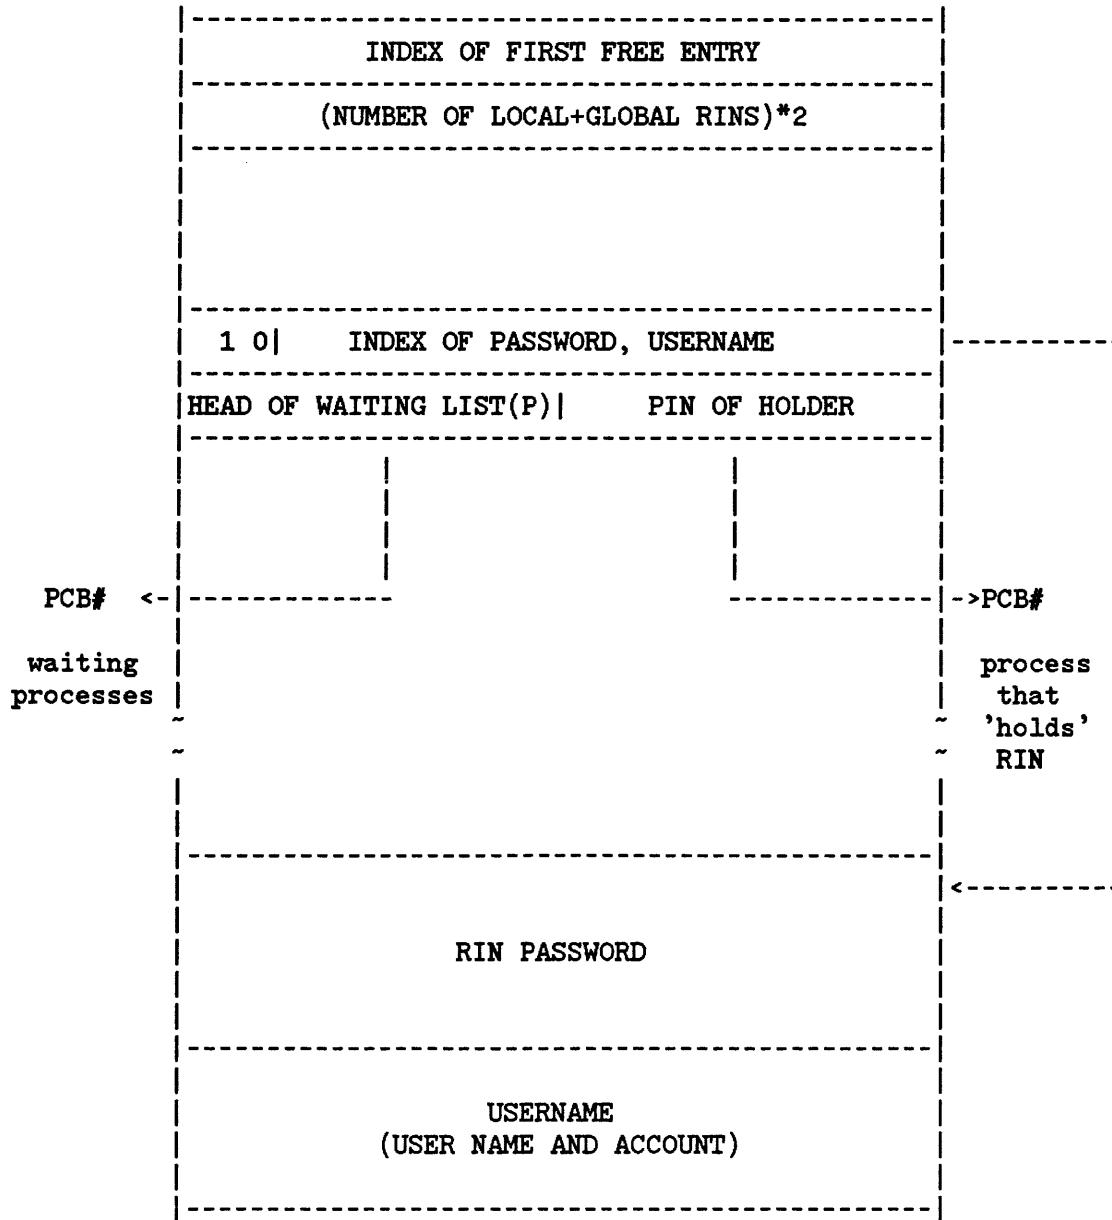 INDEX OF FIRST FREE ENTRY
(NUMBER OF LOCAL+GLOBAL RINS)*2
1 0| INDEX OF PASSWORD, USERNAME
HEAD OF WAITING LIST(P)| PIN OF HOLDER
PCB# <- ->PCB#
waiting process
processes that
'holds'
RIN
RIN PASSWORD
USERNAME
(USER NAME AND ACCOUNT)